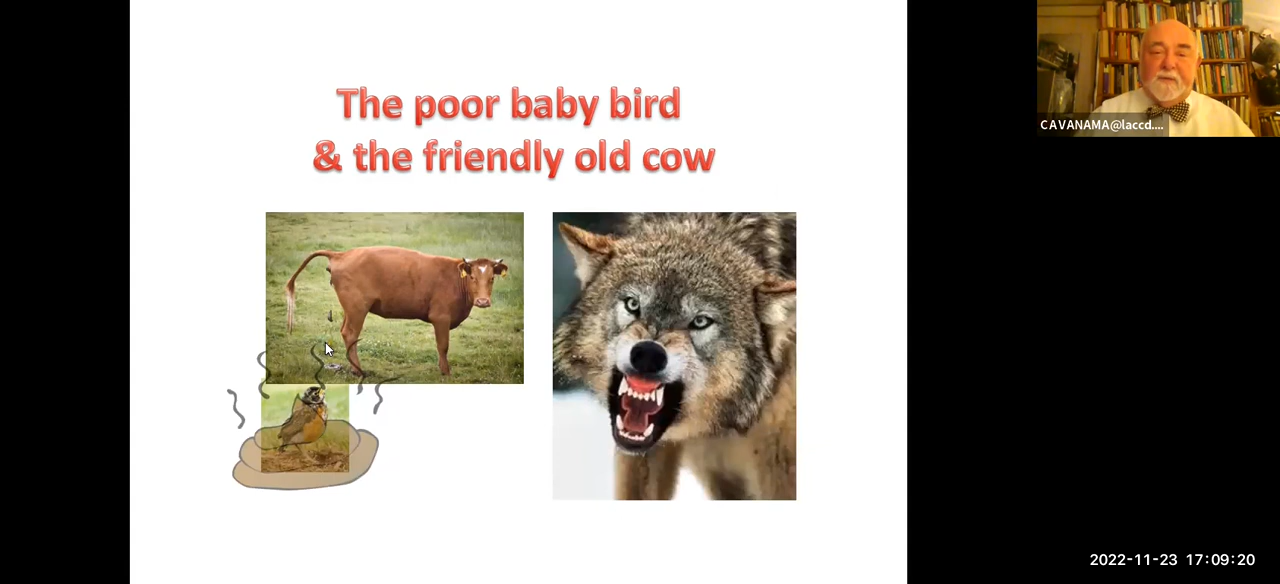 The poor baby bird
& the friendly old cow
CAVANAMA@laccd....
2022-11-23 17:09:20